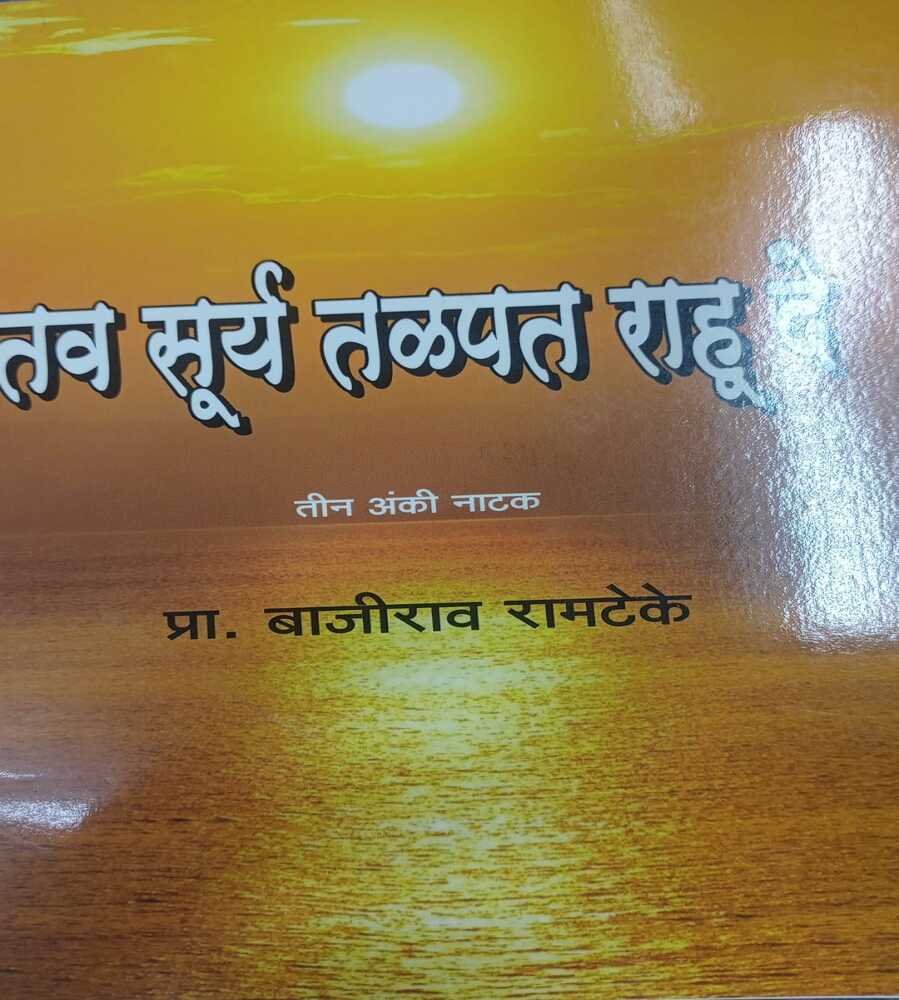 तव सूर्य तळपत राहू दे
तीन अंकी नाटक
प्रा. बाजीराव रामटेके